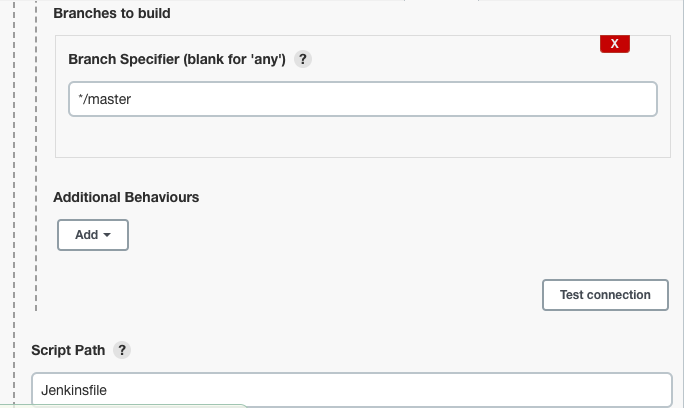 Branches to build
X
Branch Specifier (blank for 'any') ?
*/master
Additional Behaviours
Add
Test connection
Script Path ?
Jenkinsfile